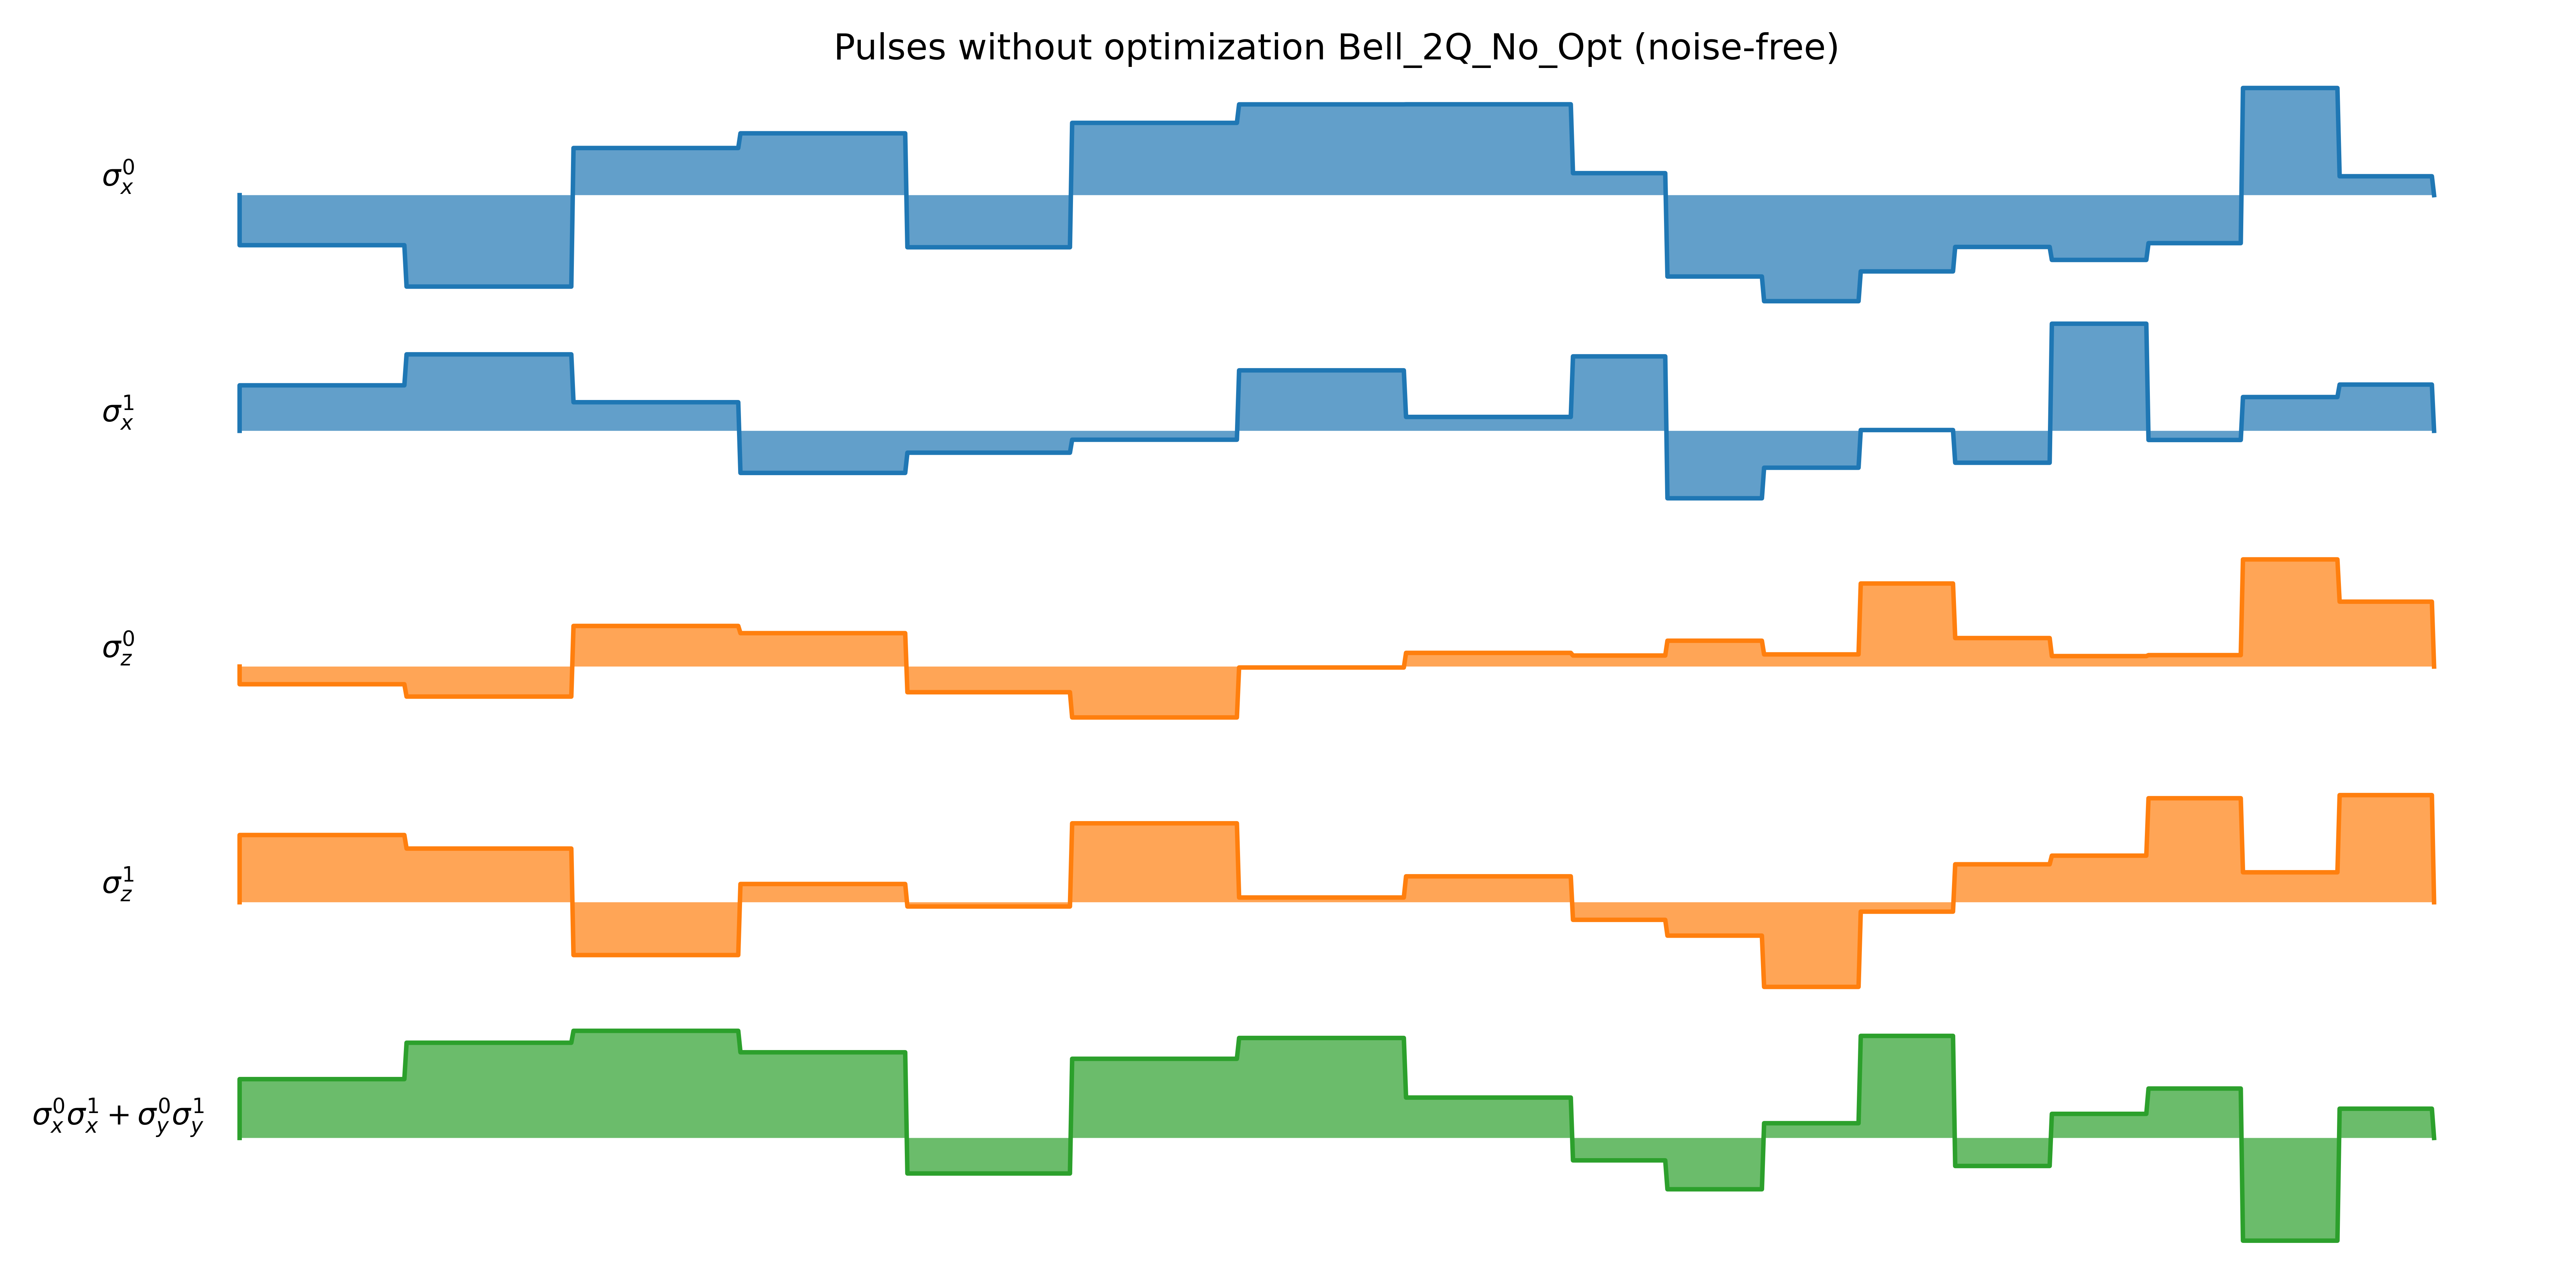 Pulses without optimization Bell_2Q_No_Opt (noise-free)
σ_x^0
σ_x^1
σ_z^0
σ_z^1
σ_x^0σ_x^1 + σ_y^0σ_y^1